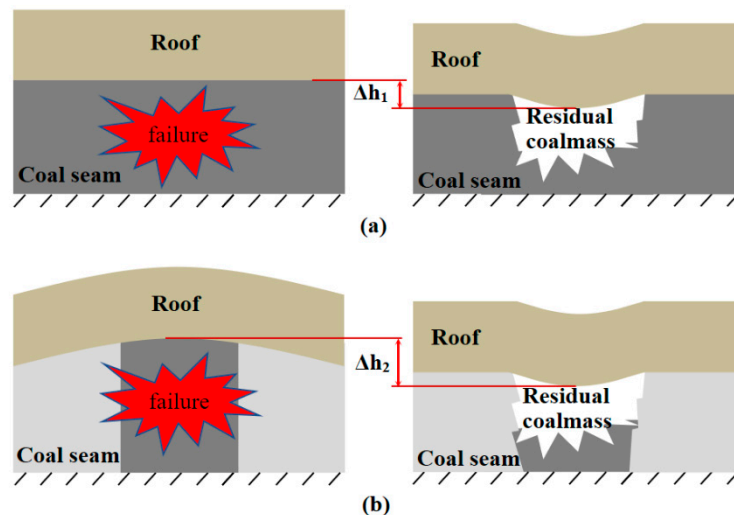 Roof
failure
Coal seam
Δh₁
Roof
Residual
coalmass
Coal seam
(a)
Roof
failure
Coal seam
Δh₂
Roof
Residual
coalmass
Coal seam
(b)